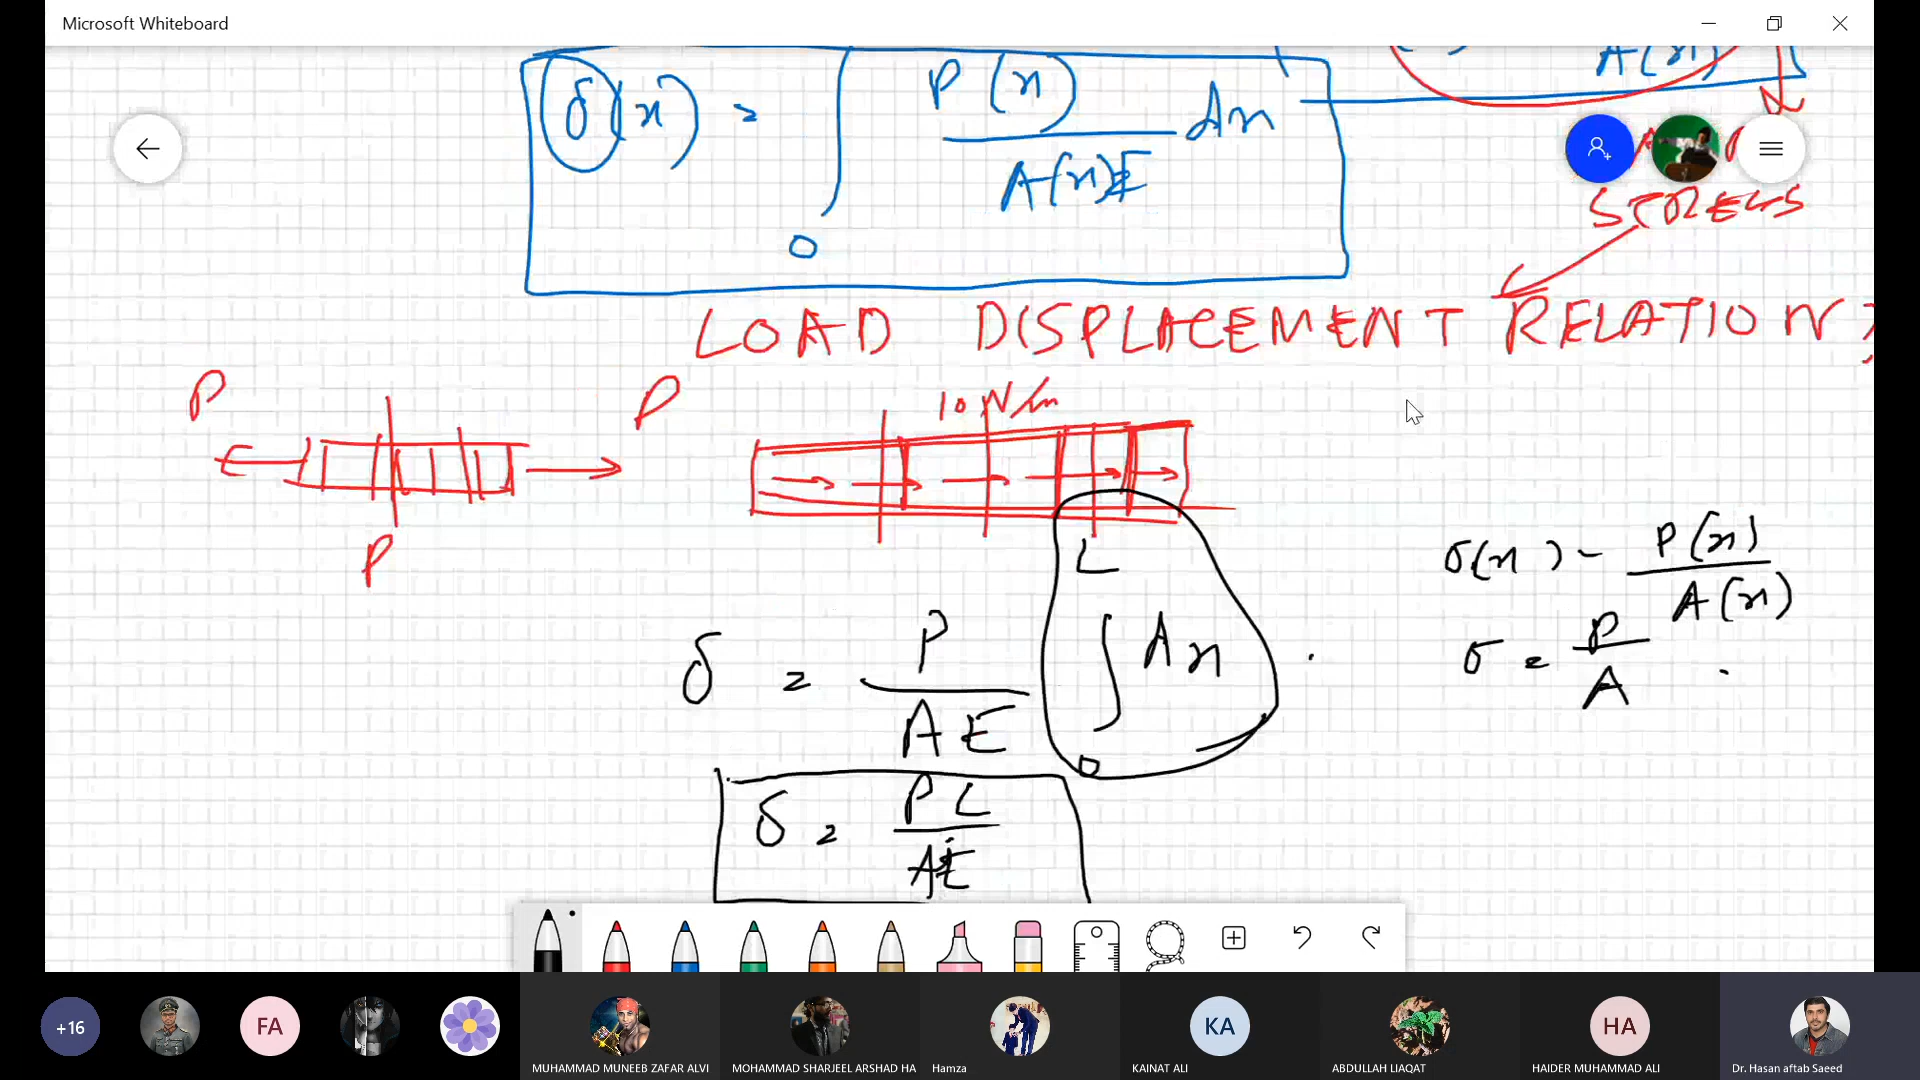 Microsoft Whiteboard
δ(x) = ∫ P(x) / A(x)E dx
0
A(x)
STRESS
LOAD DISPLACEMENT RELATION
P P
10 N/m
P
σ(x) = P(x) / A(x)
δ = P / AE ∫ dx
L
0
σ = P / A
δ = PL / AE
+16
FA
MUHAMMAD MUNEEB ZAFAR ALVI
MOHAMMAD SHARJEEL ARSHAD HA
Hamza
KA
KAINAT ALI
ABDULLAH LIAQAT
HA
HAIDER MUHAMMAD ALI
Dr. Hasan aftab Saeed